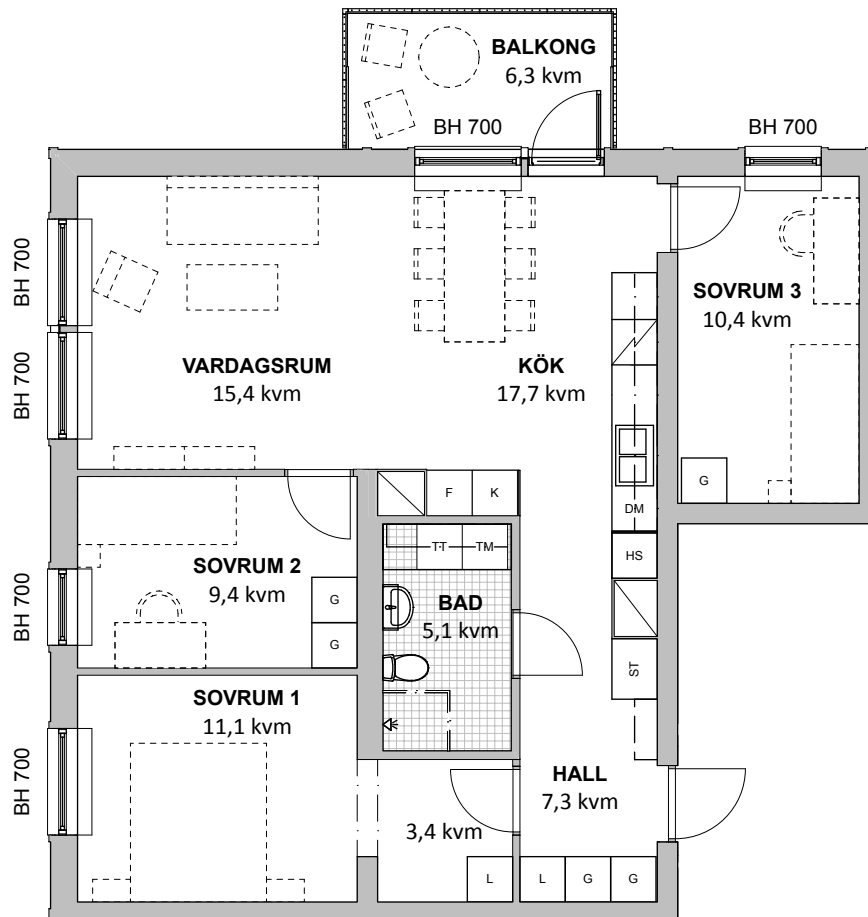 BALKONG
6,3 kvm
BH 700
BH 700
BH 700
BH 700
SOVRUM 3
10,4 kvm
VARDAGSRUM
15,4 kvm
KÖK
17,7 kvm
G
F
K
DM
HS
TT
TM
SOVRUM 2
9,4 kvm
G
G
BH 700
BAD
5,1 kvm
ST
SOVRUM 1
11,1 kvm
BH 700
HALL
7,3 kvm
3,4 kvm
L
L
G
G